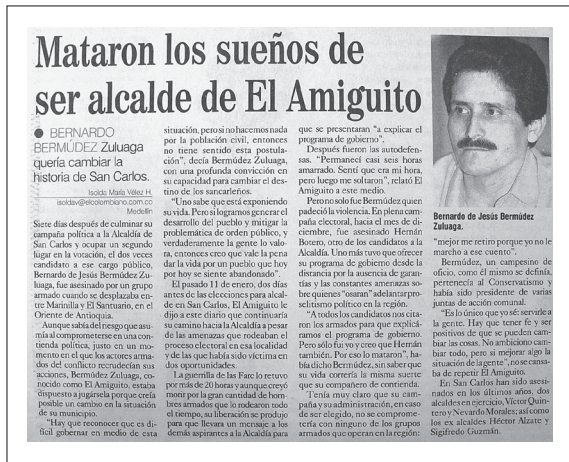 Mataron los sueños de
ser alcalde de El Amiguito
● BERNARDO
BERMÚDEZ Zuluaga
quería cambiar la
historia de San Carlos.
Isolda María Vélez H.
isoldav@elcolombiano.com.co
Medellín
Siete días después de culminar su
campaña política a la Alcaldía de
San Carlos y ocupar un segundo
lugar en la votación, el dos veces
candidato a ese cargo público,
Bernardo de Jesús Bermúdez Zu-
luaga, fue asesinado por un grupo
armado cuando se desplazaba en-
tre Marinilla y El Santuario, en el
Oriente de Antioquia.
Aunque sabía del riesgo que asu-
mía al comprometerse en una con-
tienda política, justo en un mo-
mento en el que los actores arma-
dos del conflicto recrudecían sus
acciones, Bermúdez Zuluaga, co-
nocido como El Amiguito, estaba
dispuesto a jugársela porque creía
posible un cambio en la situación
de su municipio.
"Hay que reconocer que es di-
fícil gobernar en medio de esta
situación, pero si no hacemos nada
por la población civil, entonces
no tiene sentido esta postula-
ción", decía Bermúdez Zuluaga,
con una profunda convicción en
su capacidad para cambiar el des-
tino de los sancarleños.
"Uno sabe que está exponiendo
su vida. Pero si logramos generar el
desarrollo del pueblo y mitigar la
problemática de orden público, y
verdaderamente la gente lo valo-
ra, entonces creo que vale la pena
dar la vida por un pueblo que hoy
por hoy se siente abandonado".
El pasado 11 de enero, dos días
antes de las elecciones para alcal-
de en San Carlos, El Amiguito le
dijo a este diario que continuaría
su camino hacia la Alcaldía a pesar
de las amenazas que rodeaban el
proceso electoral en esa localidad
y de las que había sido víctima en
dos oportunidades.
La guerrilla de las Farc lo retuvo
por más de 20 horas y aunque creyó
morir por la gran cantidad de hom-
bres armados que lo rodearon todo
el tiempo, su liberación se produjo
para que llevara un mensaje a los
demás aspirantes a la Alcaldía para
que se presentaran "a explicar el
programa de gobierno".
Después fueron las autodefen-
sas. "Permanecí casi seis horas
amarrado. Sentí que era mi hora,
pero luego me soltaron", relató El
Amiguito a este medio.
Pero no sólo fue Bermúdez quien
padeció la violencia. En plena cam-
paña electoral, hacia el mes de di-
ciembre, fue asesinado Hernán
Botero, otro de los candidatos a la
Alcaldía. Uno más tuvo que ofrecer
su programa de gobierno desde la
distancia por la ausencia de garan-
tías y las constantes amenazas so-
bre quienes "osaran" adelantar pro-
selitismo político en la región.
"A todos los candidatos nos cita-
ron los armados para que explicá-
ramos el programa de gobierno.
Pero sólo fui yo y creo que Hernán
también. Por eso lo mataron", ha-
bía dicho Bermúdez, sin saber que
su vida correría la misma suerte
que su compañero de contienda.
Tenía muy claro que su cam-
paña y su administración, en caso
de ser elegido, no se comprome-
tería con ninguno de los grupos
armados que operan en la región:
Bernardo de Jesús Bermúdez
Zuluaga.
"mejor me retiro porque yo no le
marcho a ese cuento".
Bermúdez, un campesino de
oficio, como él mismo se definía,
pertenecía al Conservatismo y
había sido presidente de varias
juntas de acción comunal.
"Es lo único que yo sé: servirle a
la gente. Hay que tener fe y ser
positivos de que se pueden cam-
biar las cosas. No ambiciono cam-
biar todo, pero si mejorar algo la
situación de la gente", no se cansa-
ba de repetir El Amiguito.
En San Carlos han sido asesi-
nados en los últimos años, dos
alcaldes en ejercicio, Víctor Quin-
tero y Nevardo Morales; así como
los ex alcaldes Héctor Alzate y
Sigifredo Guzmán.